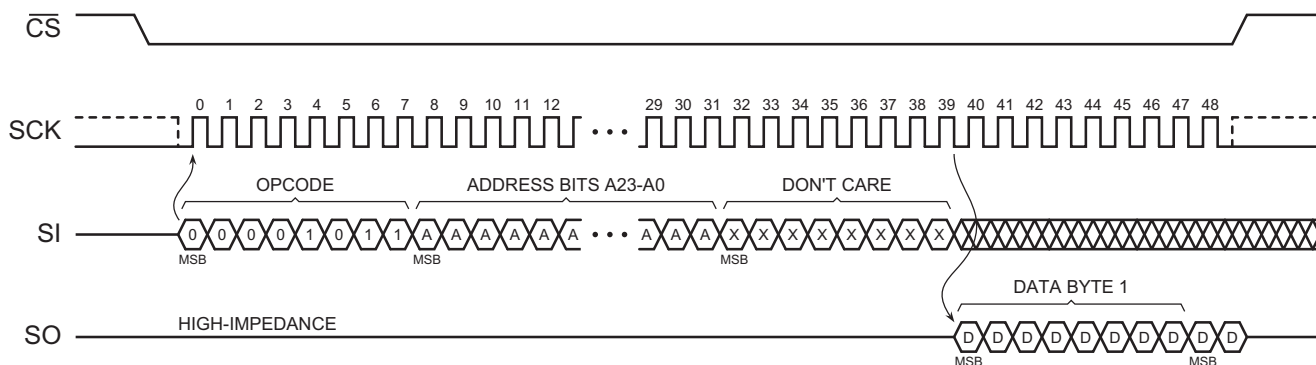 CS
0 1 2 3 4 5 6 7 8 9 10 11 12 29 30 31 32 33 34 35 36 37 38 39 40 41 42 43 44 45 46 47 48
SCK
OPCODE ADDRESS BITS A23-A0 DON'T CARE
SI 0 0 0 0 1 0 1 1 A A A A A A A A A X X X X X X X X
MSB MSB MSB
DATA BYTE 1
HIGH-IMPEDANCE
SO D D D D D D D D D D
MSB MSB